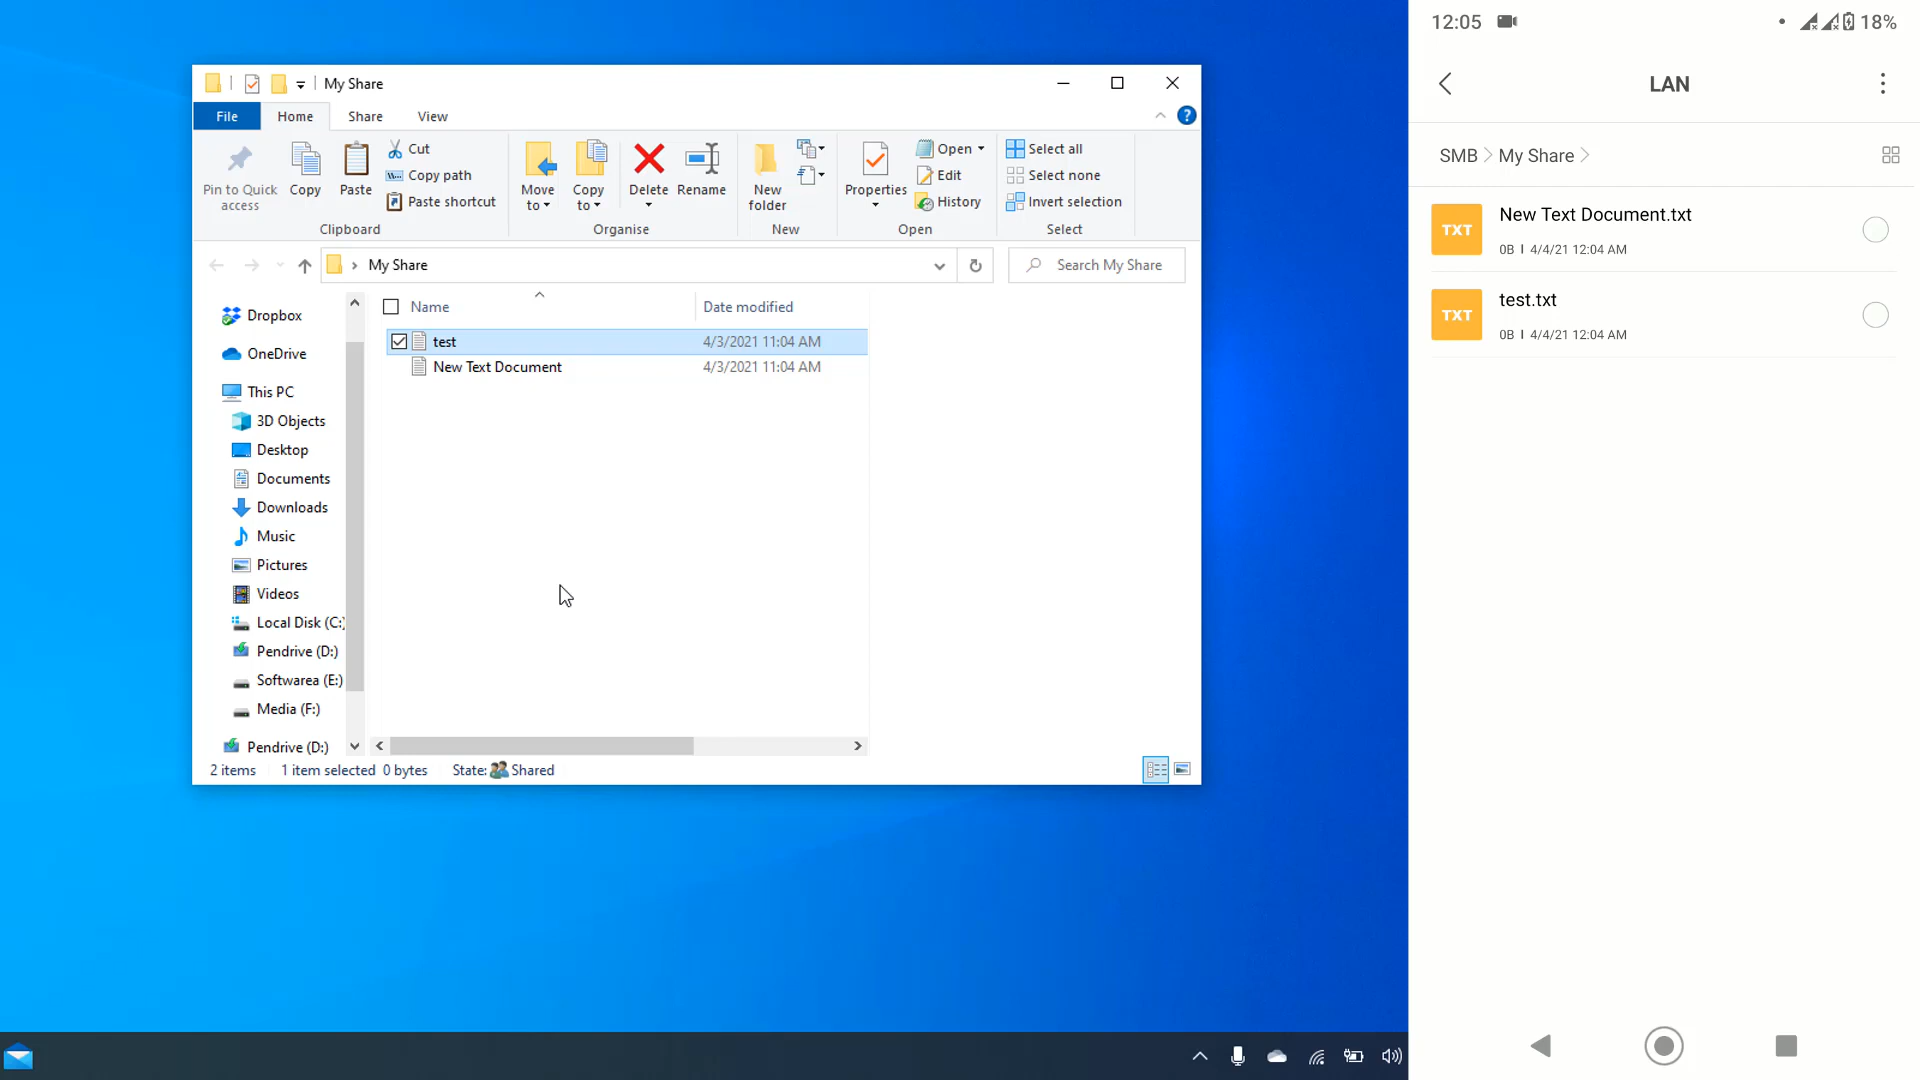 My Share
File Home Share View
Pin to Quick access
Copy
Paste
Cut
Copy path
Paste shortcut
Clipboard
Move to
Copy to
Delete
Rename
Organise
New folder
New
Properties
Open
Edit
History
Open
Select all
Select none
Invert selection
Select
My Share
Search My Share
Dropbox
OneDrive
This PC
3D Objects
Desktop
Documents
Downloads
Music
Pictures
Videos
Local Disk (C:)
Pendrive (D:)
Softwarea (E:)
Media (F:)
Pendrive (D:)
Name Date modified
test 4/3/2021 11:04 AM
New Text Document 4/3/2021 11:04 AM
2 items 1 item selected 0 bytes State: Shared
12:05 18%
LAN
SMB My Share
TXT
New Text Document.txt
0B | 4/4/21 12:04 AM
TXT
test.txt
0B | 4/4/21 12:04 AM